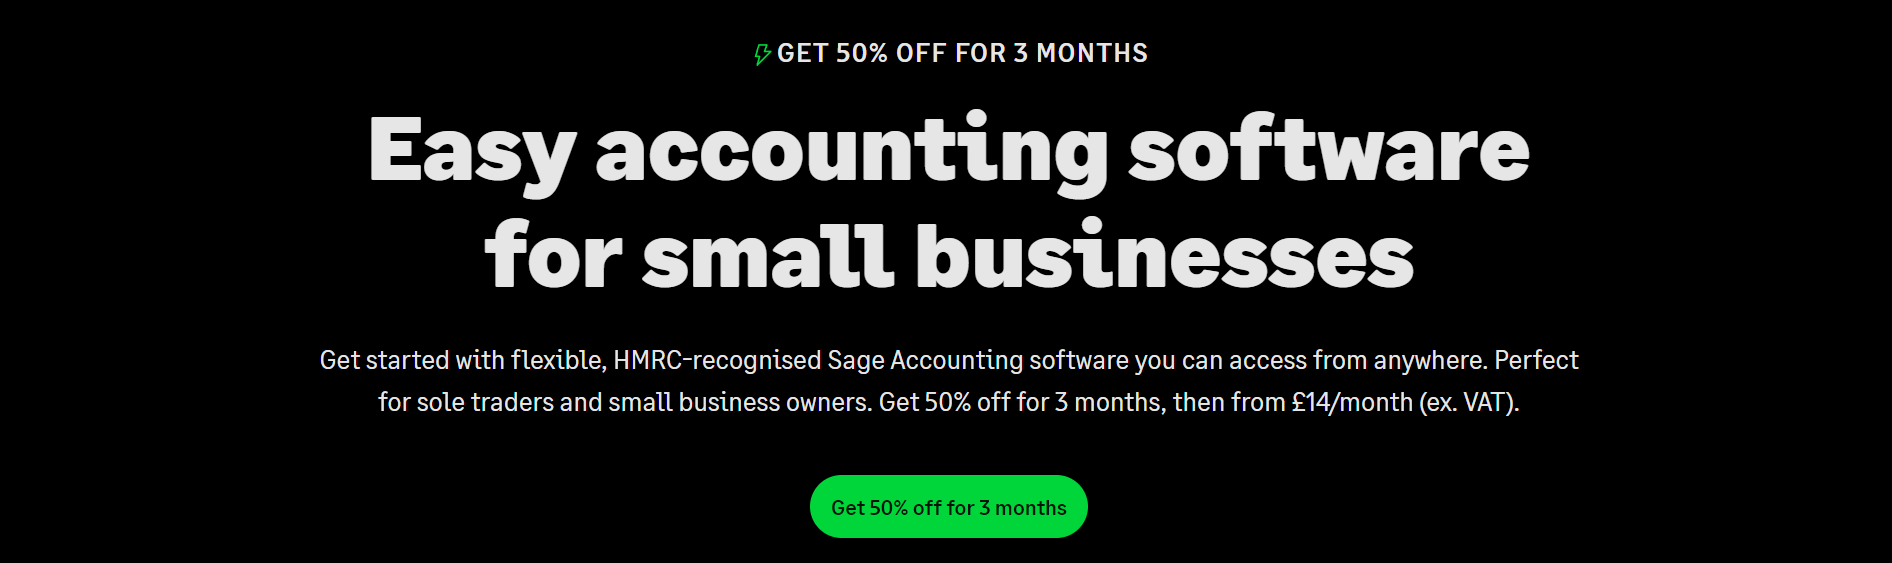 GET 50% OFF FOR 3 MONTHS
Easy accounting software
for small businesses
Get started with flexible, HMRC-recognised Sage Accounting software you can access from anywhere. Perfect
for sole traders and small business owners. Get 50% off for 3 months, then from £14/month (ex. VAT).
Get 50% off for 3 months